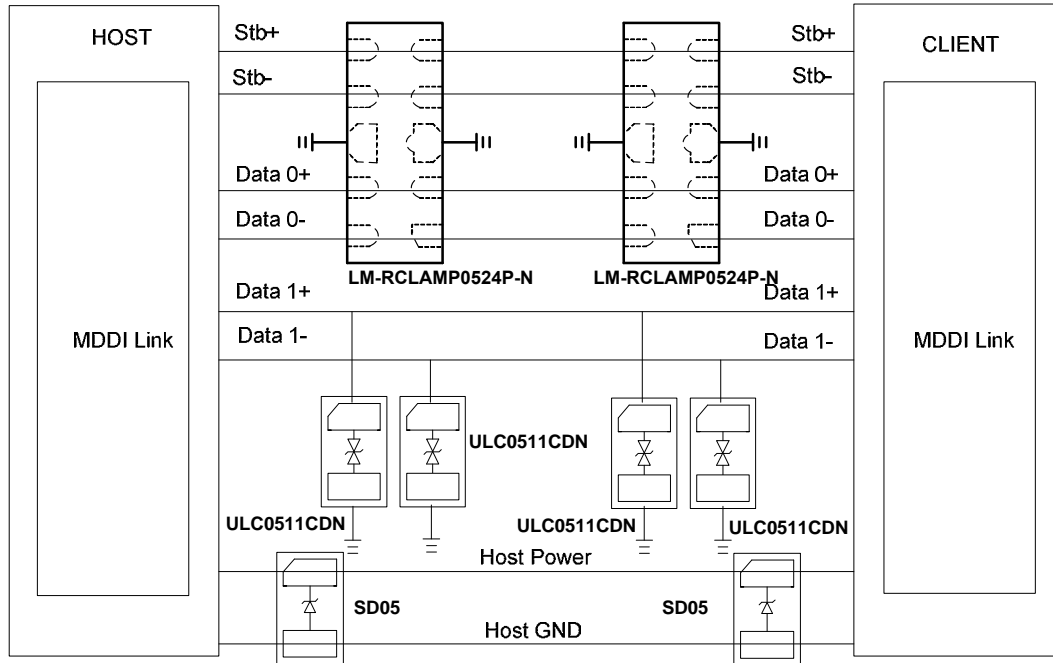 HOST
CLIENT
Stb+
Stb+
Stb-
Stb-
Data 0+
Data 0+
Data 0-
Data 0-
LM-RCLAMP0524P-N
LM-RCLAMP0524P-N
Data 1+
Data 1+
MDDI Link
Data 1-
Data 1-
MDDI Link
ULC0511CDN
ULC0511CDN
ULC0511CDN
ULC0511CDN
Host Power
SD05
SD05
Host GND